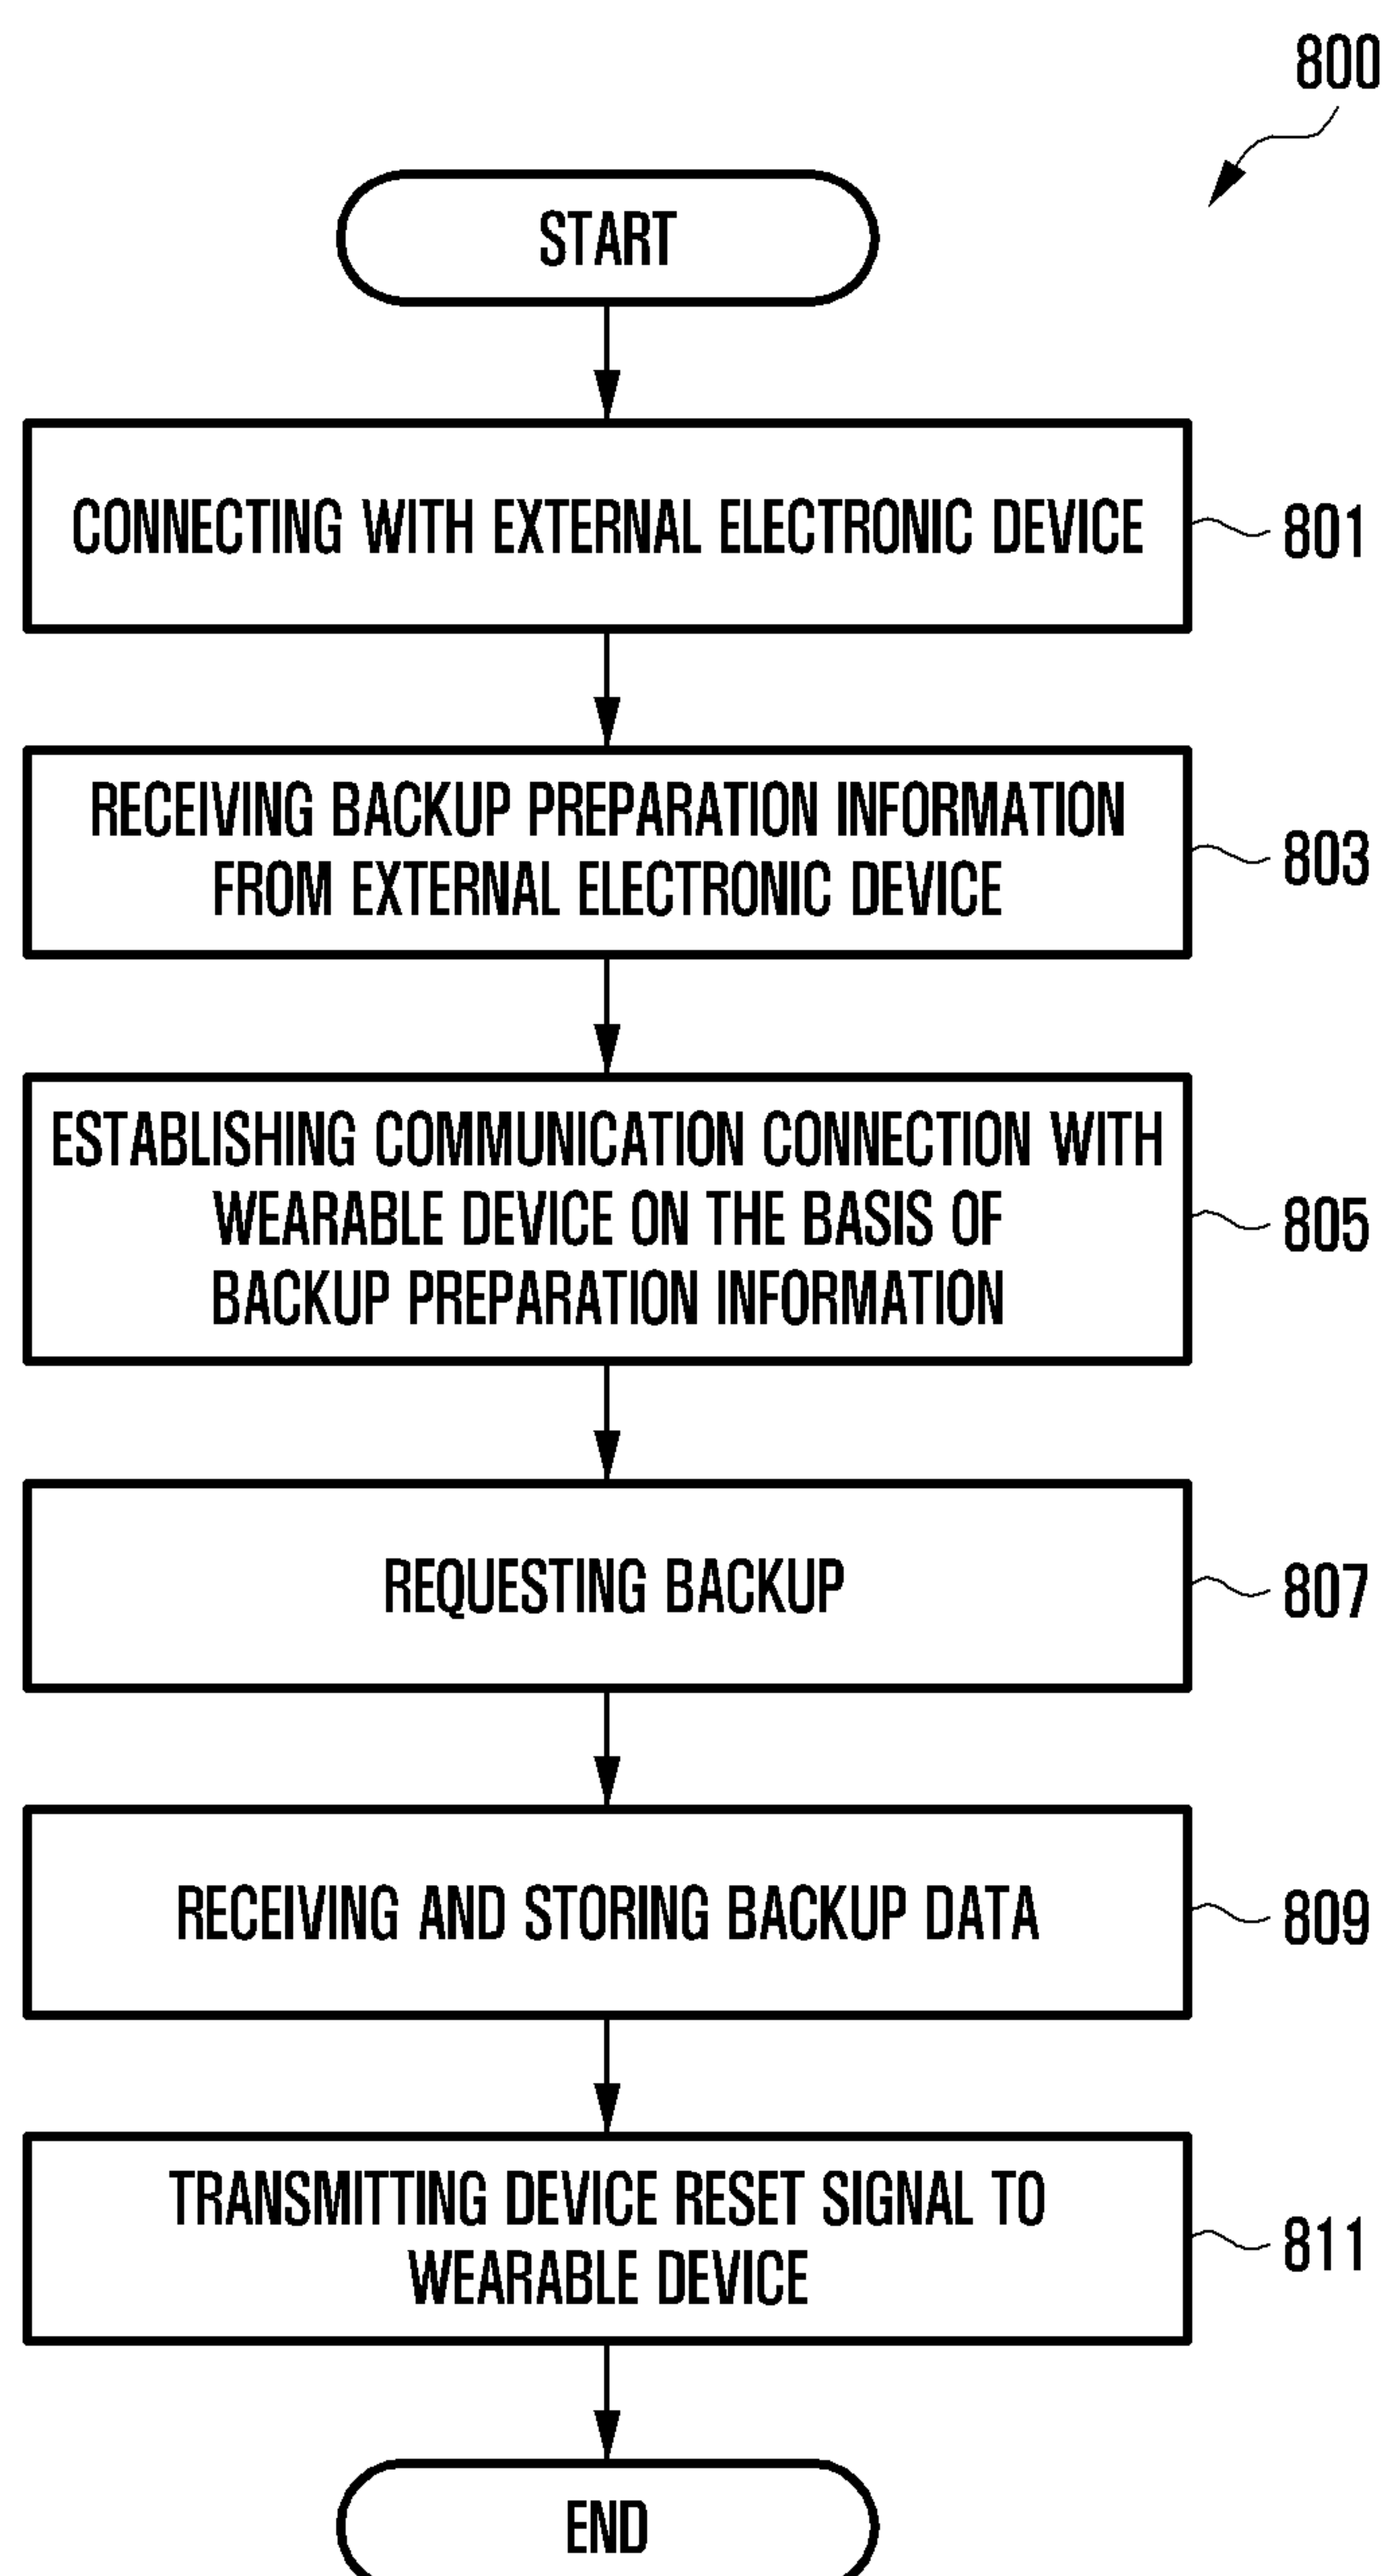 800
START
CONNECTING WITH EXTERNAL ELECTRONIC DEVICE
801
RECEIVING BACKUP PREPARATION INFORMATION
FROM EXTERNAL ELECTRONIC DEVICE
803
ESTABLISHING COMMUNICATION CONNECTION WITH
WEARABLE DEVICE ON THE BASIS OF
BACKUP PREPARATION INFORMATION
805
REQUESTING BACKUP
807
RECEIVING AND STORING BACKUP DATA
809
TRANSMITTING DEVICE RESET SIGNAL TO
WEARABLE DEVICE
811
END